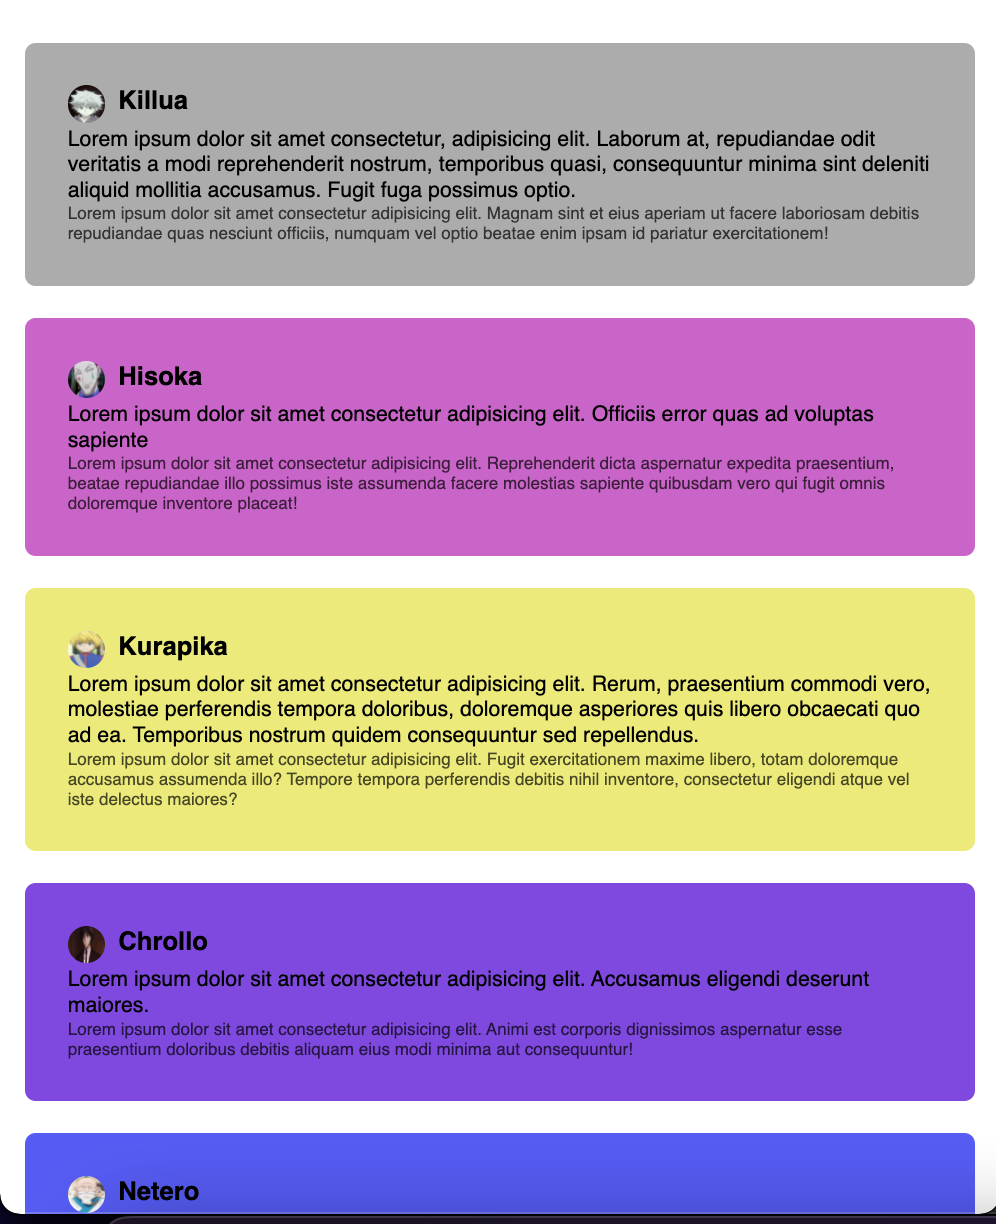 Killua
Lorem ipsum dolor sit amet consectetur, adipisicing elit. Laborum at, repudiandae odit
veritatis a modi reprehenderit nostrum, temporibus quasi, consequuntur minima sint deleniti
aliquid mollitia accusamus. Fugit fuga possimus optio.
Lorem ipsum dolor sit amet consectetur adipisicing elit. Magnam sint et eius aperiam ut facere laboriosam debitis
repudiandae quas nesciunt officiis, numquam vel optio beatae enim ipsam id pariatur exercitationem!
Hisoka
Lorem ipsum dolor sit amet consectetur adipisicing elit. Officiis error quas ad voluptas
sapiente
Lorem ipsum dolor sit amet consectetur adipisicing elit. Reprehenderit dicta aspernatur expedita praesentium,
beatae repudiandae illo possimus iste assumenda facere molestias sapiente quibusdam vero qui fugit omnis
doloremque inventore placeat!
Kurapika
Lorem ipsum dolor sit amet consectetur adipisicing elit. Rerum, praesentium commodi vero,
molestiae perferendis tempora doloribus, doloremque asperiores quis libero obcaecati quo
ad ea. Temporibus nostrum quidem consequuntur sed repellendus.
Lorem ipsum dolor sit amet consectetur adipisicing elit. Fugit exercitationem maxime libero, totam doloremque
accusamus assumenda illo? Tempore tempora perferendis debitis nihil inventore, consectetur eligendi atque vel
iste delectus maiores?
Chrollo
Lorem ipsum dolor sit amet consectetur adipisicing elit. Accusamus eligendi deserunt
maiores.
Lorem ipsum dolor sit amet consectetur adipisicing elit. Animi est corporis dignissimos aspernatur esse
praesentium doloribus debitis aliquam eius modi minima aut consequuntur!
Netero